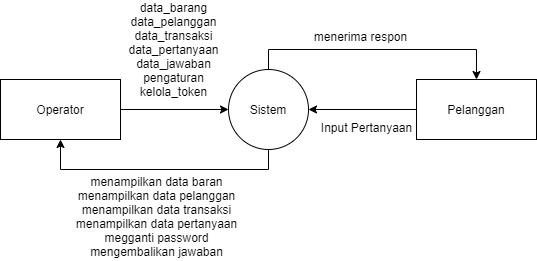 data_barang
data_pelanggan
data_transaksi
data_pertanyaan
data_jawaban
pengaturan
kelola_token
menerima respon
Operator
Sistem
Pelanggan
Input Pertanyaan
menampilkan data baran
menampilkan data pelanggan
menampilkan data transaksi
menampilkan data pertanyaan
megganti password
mengembalikan jawaban